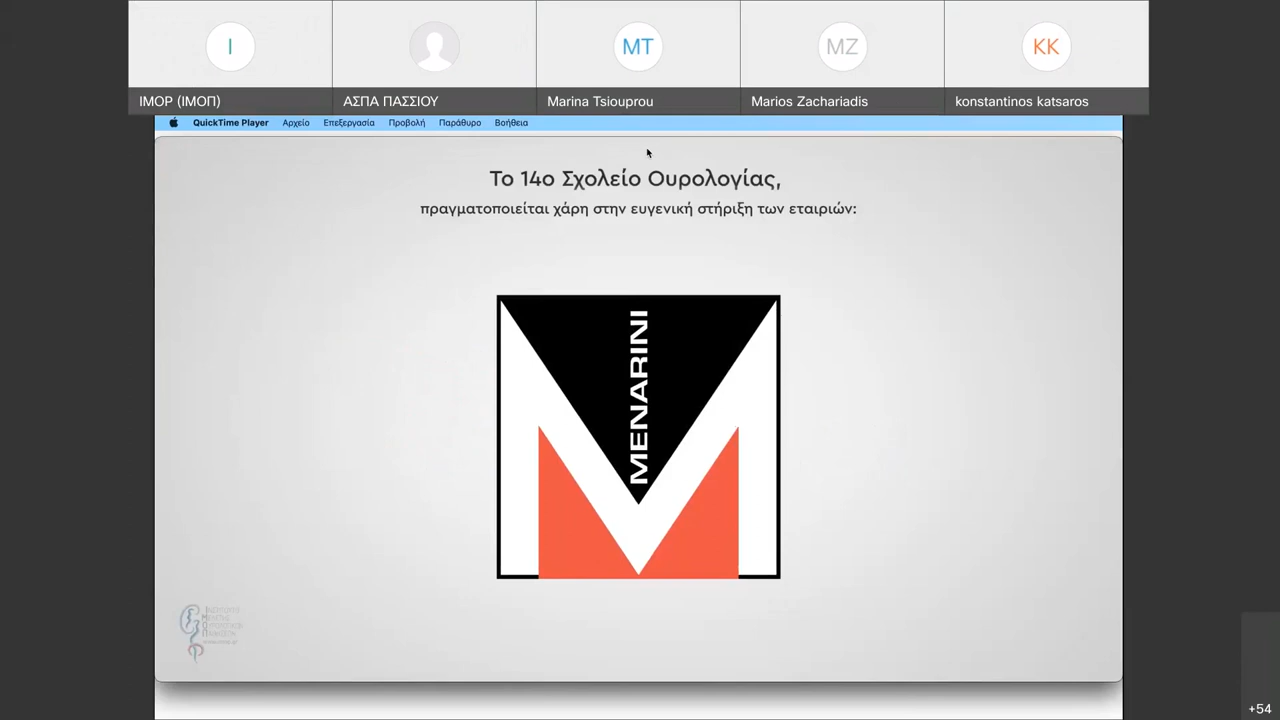 I
MT
MZ
KK
IMOP (ΙΜΟΠ)
ΑΣΠΑ ΠΑΣΣΙΟΥ
Marina Tsiouprou
Marios Zachariadis
konstantinos katsaros
QuickTime Player Αρχείο Επεξεργασία Προβολή Παράθυρο Βοήθεια
Το 14ο Σχολείο Ουρολογίας,
πραγματοποιείται χάρη στην ευγενική στήριξη των εταιριών:
MENARINI
+54